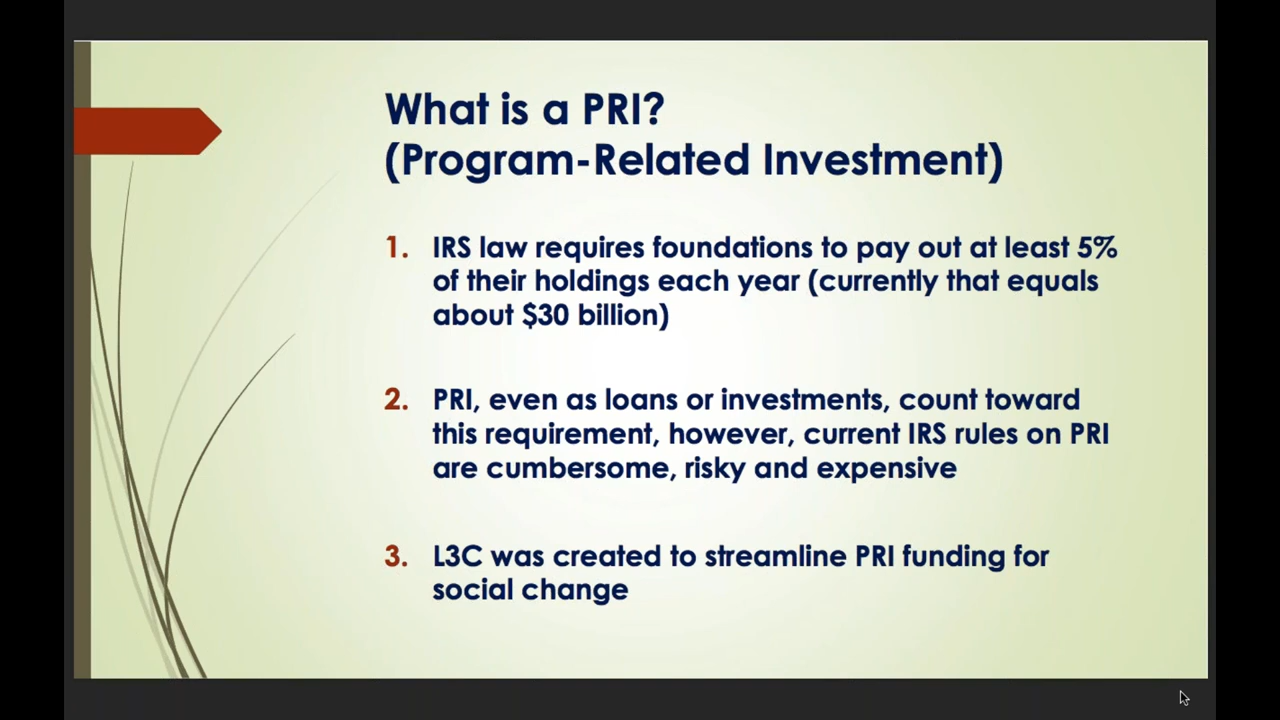 What is a PRI?
(Program-Related Investment)
1. IRS law requires foundations to pay out at least 5%
of their holdings each year (currently that equals
about $30 billion)
2. PRI, even as loans or investments, count toward
this requirement, however, current IRS rules on PRI
are cumbersome, risky and expensive
3. L3C was created to streamline PRI funding for
social change